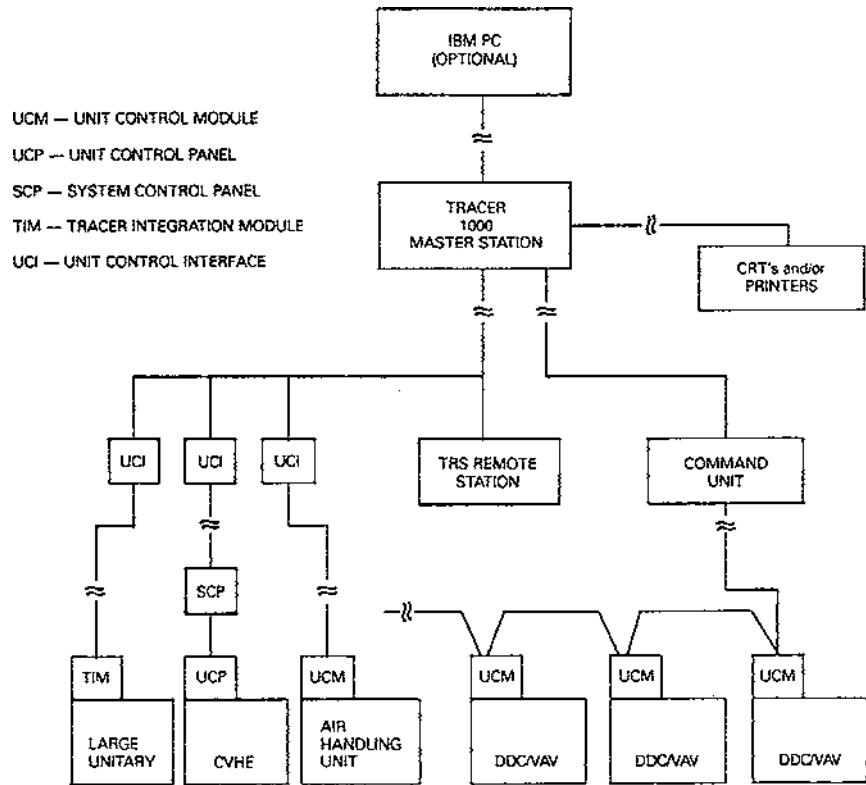 IBM PC
(OPTIONAL)
UCM — UNIT CONTROL MODULE
UCP — UNIT CONTROL PANEL
SCP — SYSTEM CONTROL PANEL
TIM — TRACER INTEGRATION MODULE
UCI — UNIT CONTROL INTERFACE
TRACER
1000
MASTER STATION
CRT's and/or
PRINTERS
UCI
UCI
UCI
TRS REMOTE
STATION
COMMAND
UNIT
SCP
TIM
UCP
UCM
UCM
UCM
UCM
LARGE
UNITARY
CVHE
AIR
HANDLING
UNIT
DDC/VAV
DDC/VAV
DDC/VAV